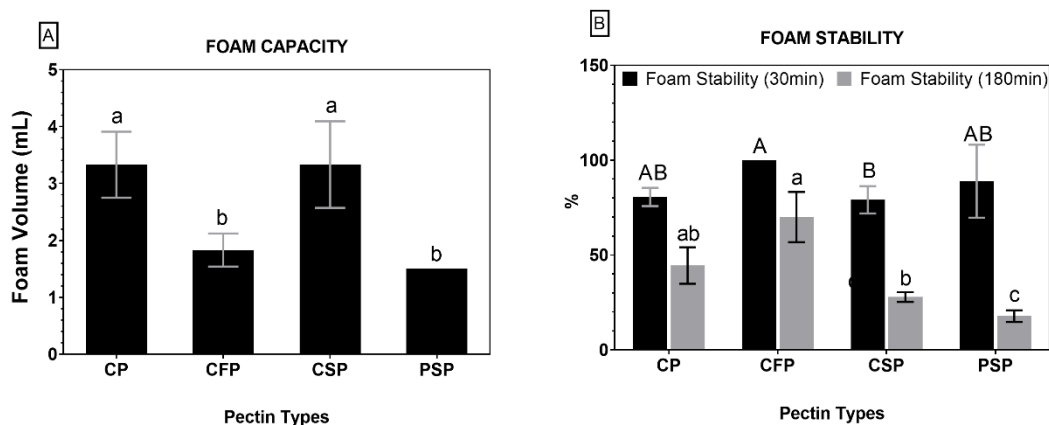 A
FOAM CAPACITY
5
4
3
2
1
0
Foam Volume (mL)
a
b
a
b
CP
CFP
CSP
PSP
Pectin Types
B
FOAM STABILITY
150
100
50
0
%
Foam Stability (30min)
Foam Stability (180min)
AB
ab
A
a
B
b
AB
c
CP
CFP
CSP
PSP
Pectin Types